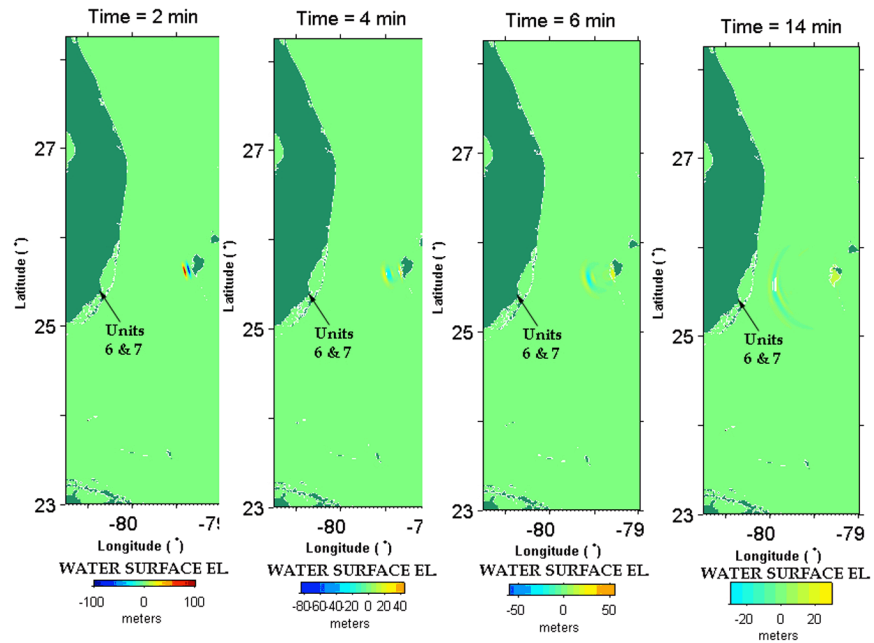 Time = 2 min
27
25
23
Latitude (°)
Units
6 & 7
-80
-79
Longitude (°)
WATER SURFACE EL.
-100 0 100
meters
Time = 4 min
27
25
23
Latitude (°)
Units
6 & 7
-80
-7
Longitude (°)
WATER SURFACE EL.
-80-60-40-20 0 20 40
meters
Time = 6 min
27
25
23
Latitude (°)
Units
6 & 7
-80
-79
Longitude (°)
WATER SURFACE EL.
-50 0 50
meters
Time = 14 min
27
25
23
Latitude (°)
Units
6 & 7
-80
-79
Longitude (°)
WATER SURFACE EL.
-20 0 20
meters